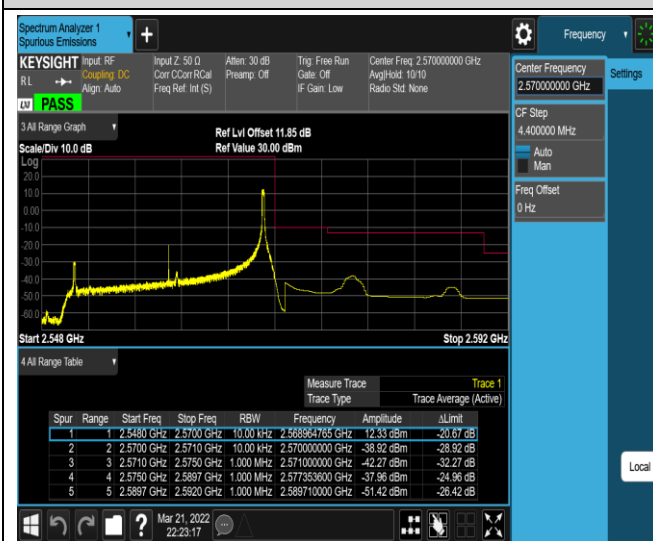 Spectrum Analyzer 1
Spurious Emissions
Frequency
KEYSIGHT
RL
Input: RF
Coupling: DC
Align: Auto
Input Z: 50 Ω
Corr CCorr RCal
Freq Ref: Int (S)
Atten: 30 dB
Preamp: Off
Trig: Free Run
Gate: Off
IF Gain: Low
Center Freq: 2.570000000 GHz
Avg|Hold: 10/10
Radio Std: None
PASS
Center Frequency
2.570000000 GHz
Settings
CF Step
4.400000 MHz
Auto
Man
Freq Offset
0 Hz
3 All Range Graph
Scale/Div 10.0 dB
Ref Lvl Offset 11.85 dB
Ref Value 30.00 dBm
Log
20.0
10.0
0.00
-10.0
-20.0
-30.0
-40.0
-50.0
-60.0
Start 2.548 GHz
Stop 2.592 GHz
4 All Range Table
Measure Trace Trace 1
Trace Type Trace Average (Active)
Spur Range Start Freq Stop Freq RBW Frequency Amplitude ΔLimit
1 1 2.5480 GHz 2.5700 GHz 10.00 kHz 2.568964765 GHz 12.33 dBm -20.67 dB
2 2 2.5700 GHz 2.5710 GHz 10.00 kHz 2.570000000 GHz -38.92 dBm -28.92 dB
3 3 2.5710 GHz 2.5750 GHz 1.000 MHz 2.571000000 GHz -42.27 dBm -32.27 dB
4 4 2.5750 GHz 2.5897 GHz 1.000 MHz 2.577353600 GHz -37.96 dBm -24.96 dB
5 5 2.5897 GHz 2.5920 GHz 1.000 MHz 2.589710000 GHz -51.42 dBm -26.42 dB
Local
Mar 21, 2022
22:23:17